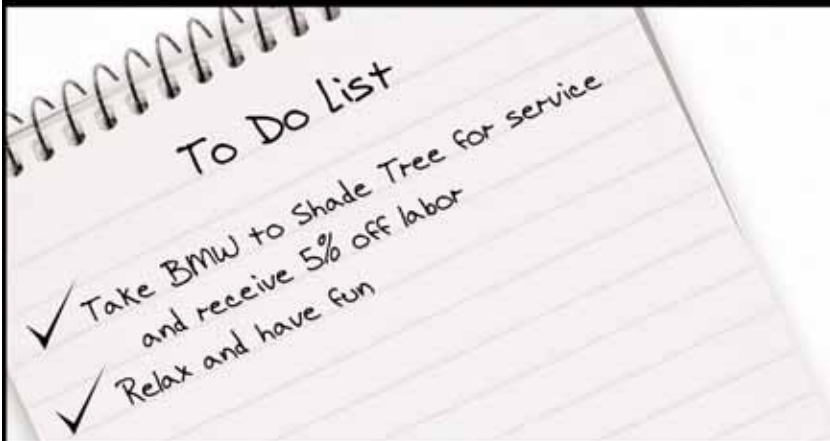 To Do List
Take BMW to Shade Tree for service
and receive 5% off labor
Relax and have fun